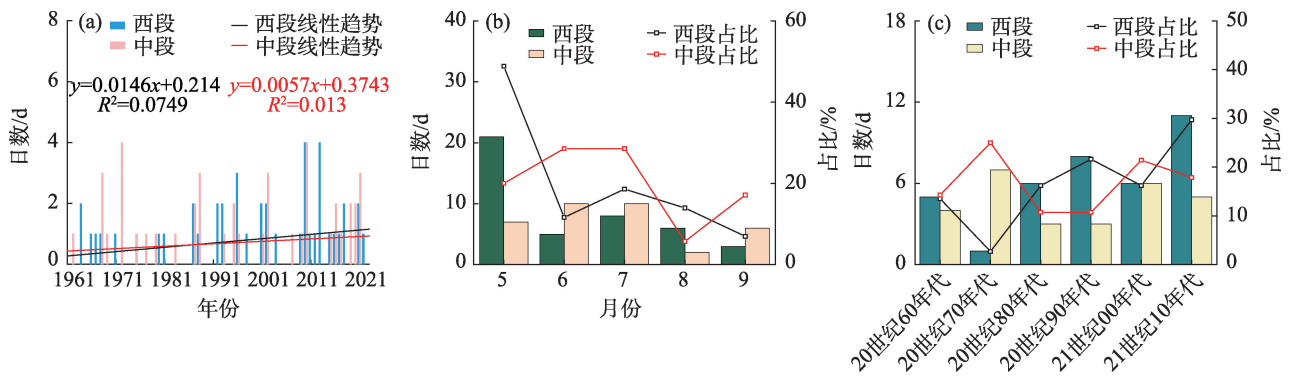 (a)
西段
西段线性趋势
中段
中段线性趋势
y=0.0146x+0.214
R²=0.0749
y=0.0057x+0.3743
R²=0.013
日数/d
8
6
4
2
0
1961
1971
1981
1991
2001
2011
2021
年份
(b)
西段
西段占比
中段
中段占比
日数/d
40
30
20
10
0
5
6
7
8
9
月份
60
40
20
0
占比/%
(c)
西段
西段占比
中段
中段占比
日数/d
18
12
6
0
20世纪60年代
20世纪70年代
20世纪80年代
20世纪90年代
21世纪00年代
21世纪10年代
50
40
30
20
10
0
占比/%